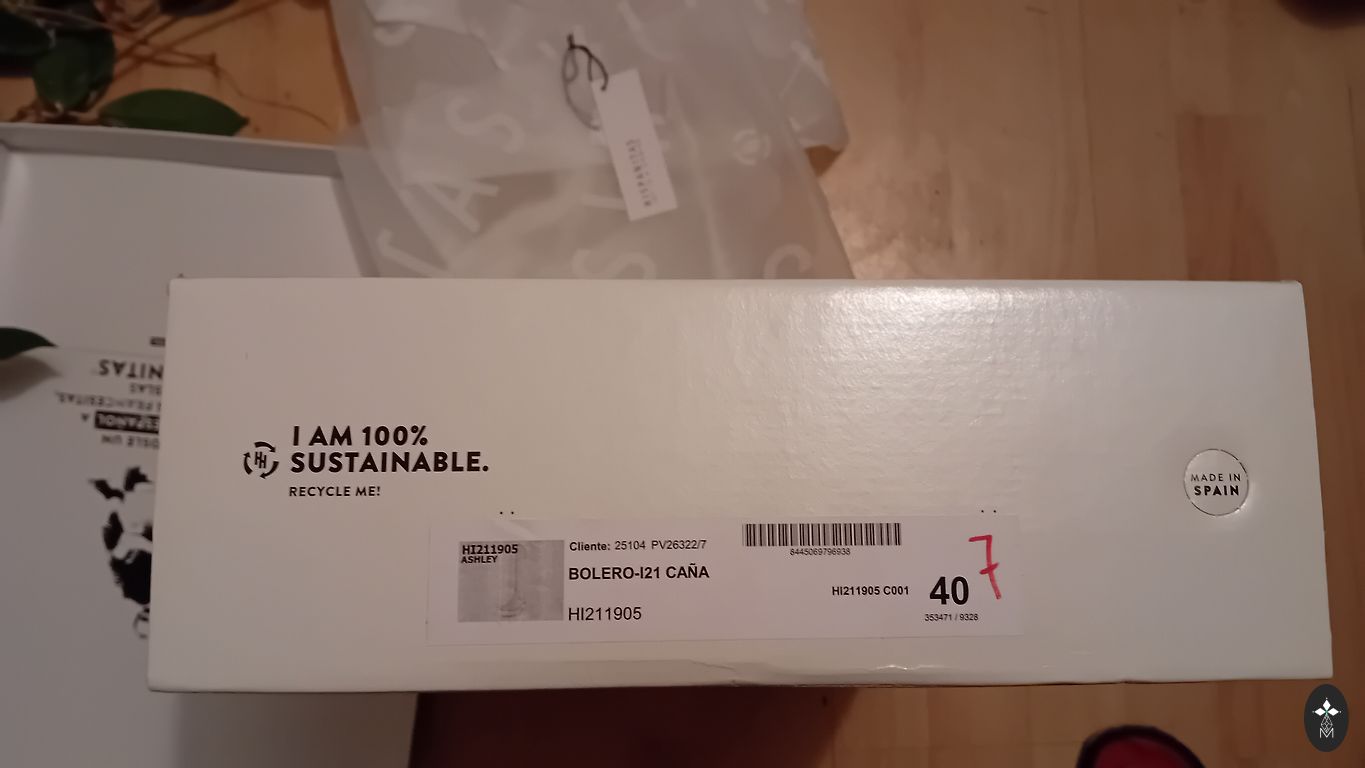 HISPANITAS
I AM 100%
SUSTAINABLE.
RECYCLE ME!
MADE IN
SPAIN
HI211905
ASHLEY
Cliente: 25104 PV26322/7
BOLERO-I21 CAÑA
HI211905
8445069796938
HI211905 C001
40
7
353471 / 9328